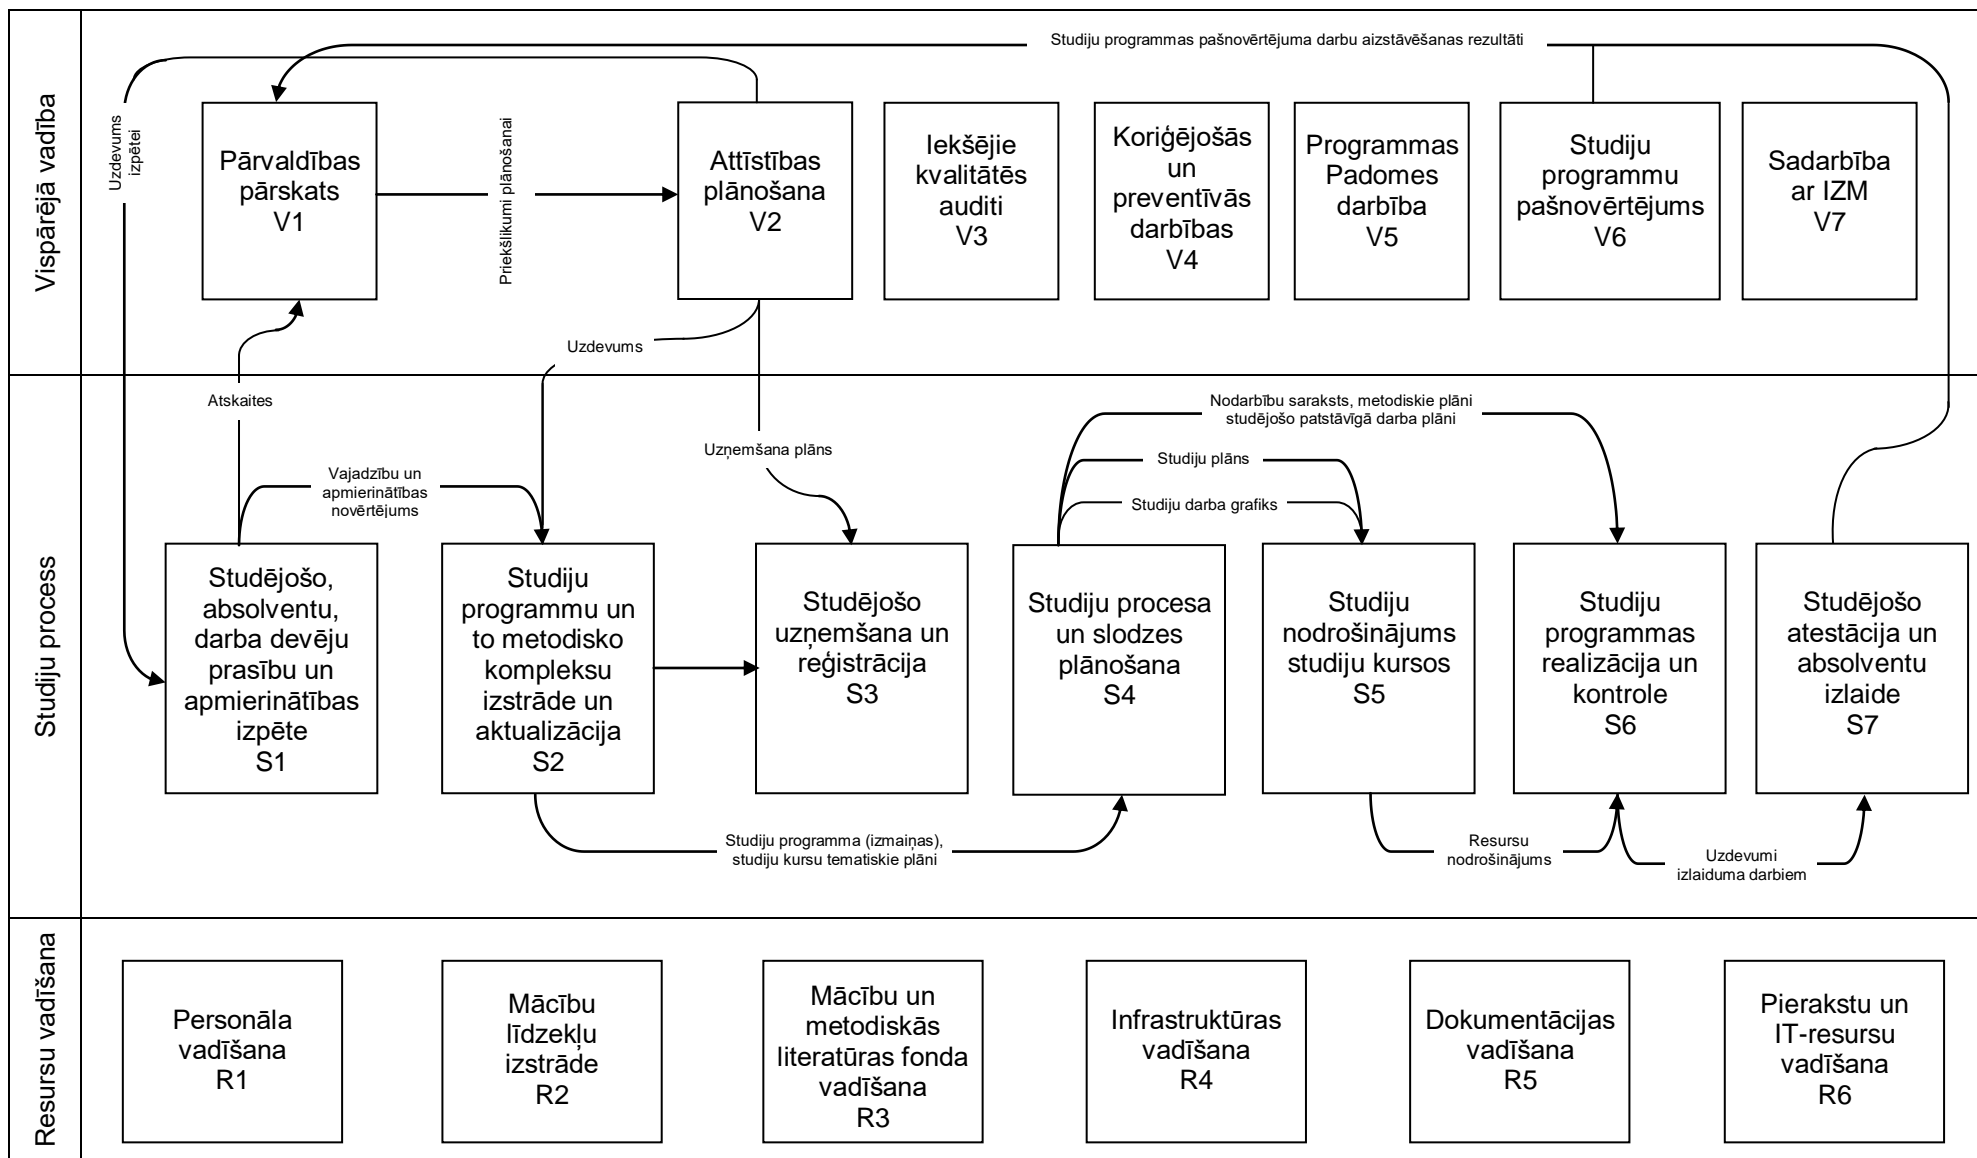 Vispārējā vadība
Studiju programmas pašnovērtējuma darbu aizstāvēšanas rezultāti
Uzdevums
izpētei
Pārvaldības
pārskats
V1
Priekšlikumi plānošanai
Attīstības
plānošana
V2
Iekšējie
kvalitātēs
auditi
V3
Koriģējošās
un
preventīvās
darbības
V4
Programmas
Padomes
darbība
V5
Studiju
programmu
pašnovērtējums
V6
Sadarbība
ar IZM
V7
Uzdevums
Studiju process
Atskaites
Vajadzību un
apmierinātības
novērtējums
Uzņemšana plāns
Nodarbību saraksts, metodiskie plāni
studējošo patstāvīgā darba plāni
Studiju plāns
Studiju darba grafiks
Studējošo,
absolventu,
darba devēju
prasību un
apmierinātības
izpēte
S1
Studiju
programmu un
to metodisko
kompleksu
izstrāde un
aktualizācija
S2
Studējošo
uzņemšana un
reģistrācija
S3
Studiju procesa
un slodzes
plānošana
S4
Studiju
nodrošinājums
studiju kursos
S5
Studiju
programmas
realizācija un
kontrole
S6
Studējošo
atestācija un
absolventu
izlaide
S7
Studiju programma (izmaiņas),
studiju kursu tematiskie plāni
Resursu
nodrošinājums
Uzdevumi
izlaiduma darbiem
Resursu vadīšana
Personāla
vadīšana
R1
Mācību
līdzekļu
izstrāde
R2
Mācību un
metodiskās
literatūras fonda
vadīšana
R3
Infrastruktūras
vadīšana
R4
Dokumentācijas
vadīšana
R5
Pierakstu un
IT-resursu
vadīšana
R6